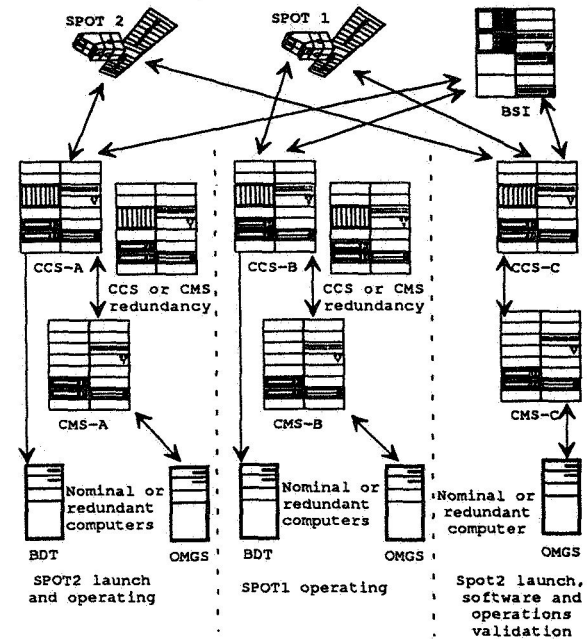 SPOT 2
SPOT 1
BSI
CCS-A
CCS or CMS
redundancy
CCS-B
CCS or CMS
redundancy
CCS-C
CMS-A
CMS-B
CMS-C
Nominal or
redundant
computers
BDT
OMGS
Nominal or
redundant
computers
BDT
OMGS
Nominal or
redundant
computer
OMGS
SPOT2 launch
and operating
SPOT1 operating
Spot2 launch,
software and
operations
validation